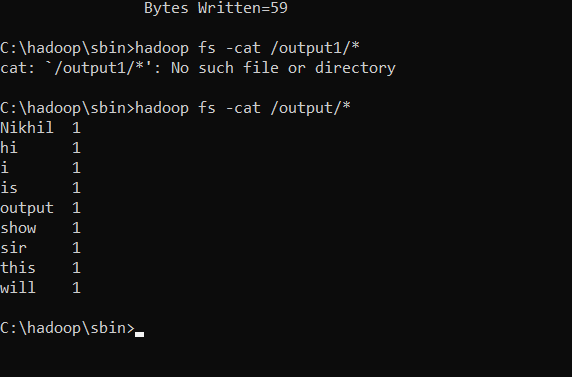 Bytes Written=59
C:\hadoop\sbin>hadoop fs -cat /output1/*
cat: `/output1/*': No such file or directory
C:\hadoop\sbin>hadoop fs -cat /output/*
Nikhil  1
hi      1
i       1
is      1
output  1
show    1
sir     1
this    1
will    1
C:\hadoop\sbin>